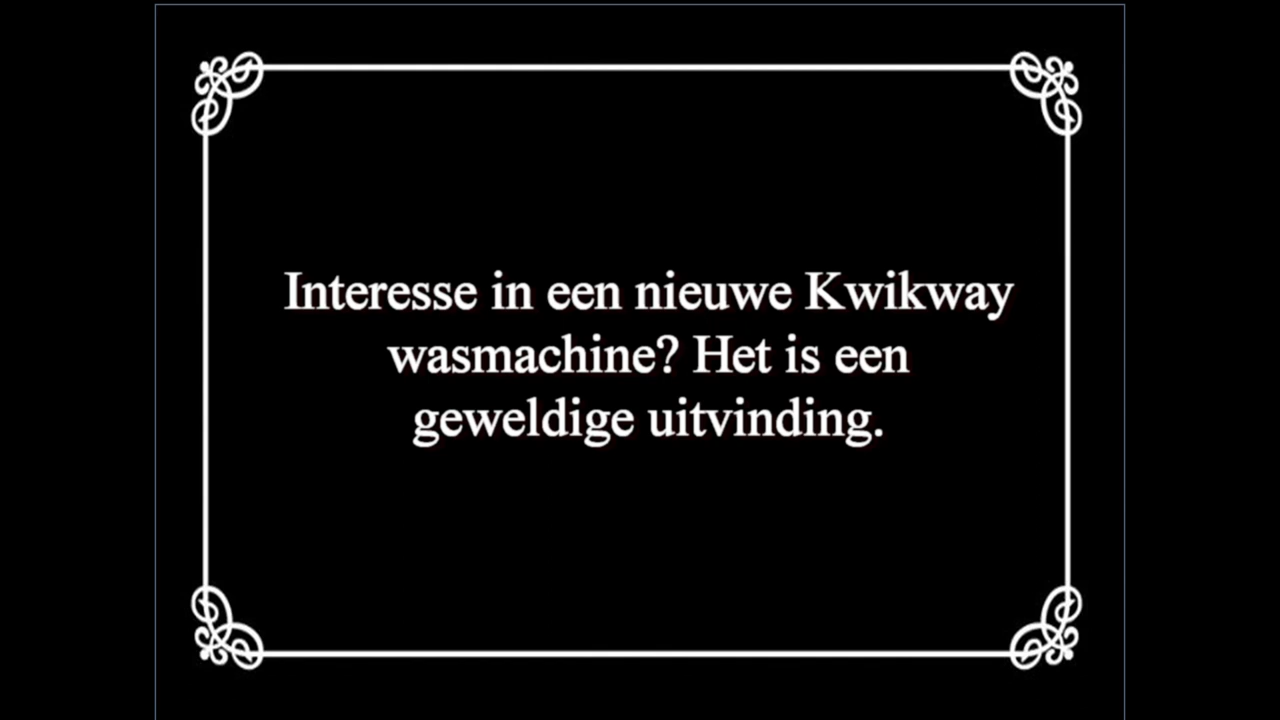 Interesse in een nieuwe Kwikway
wasmachine? Het is een
geweldige uitvinding.